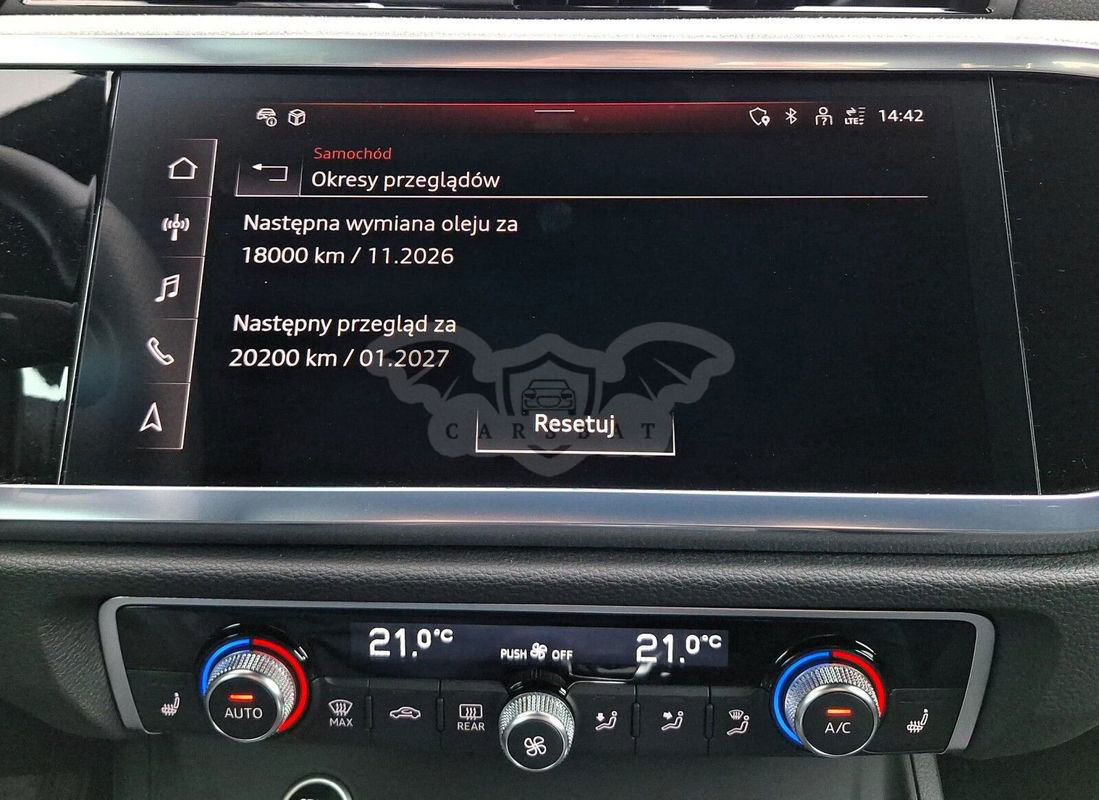 LTE 14:42
Samochód
Okresy przeglądów
Następna wymiana oleju za
18000 km / 11.2026
Następny przegląd za
20200 km / 01.2027
Resetuj
CARSBAT
21.0°C
PUSH OFF
21.0°C
AUTO
MAX
REAR
A/C